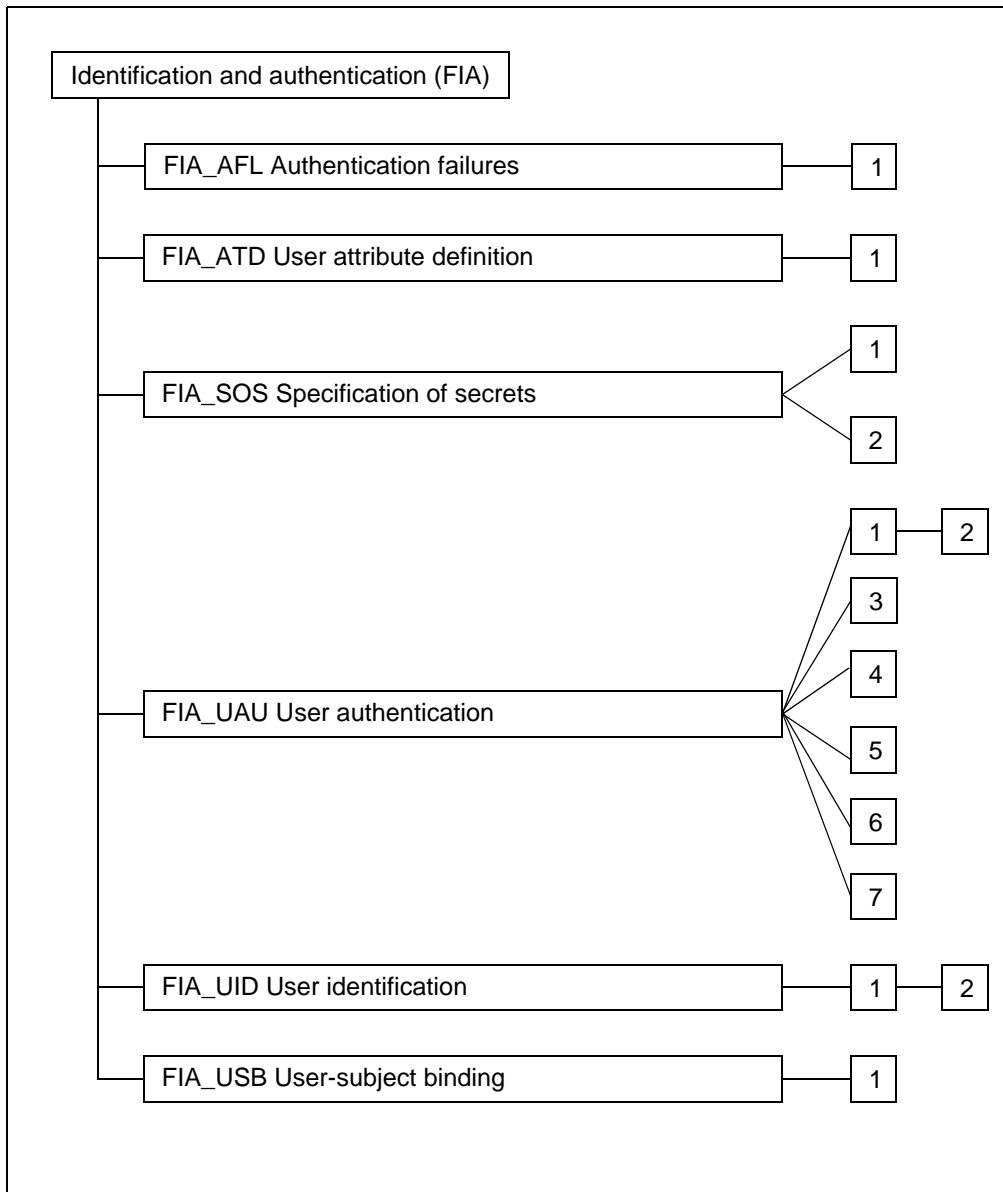 Identification and authentication (FIA)
FIA_AFL Authentication failures 1
FIA_ATD User attribute definition 1
1
FIA_SOS Specification of secrets
2
1 2
3
4
FIA_UAU User authentication
5
6
7
FIA_UID User identification 1 2
FIA_USB User-subject binding 1